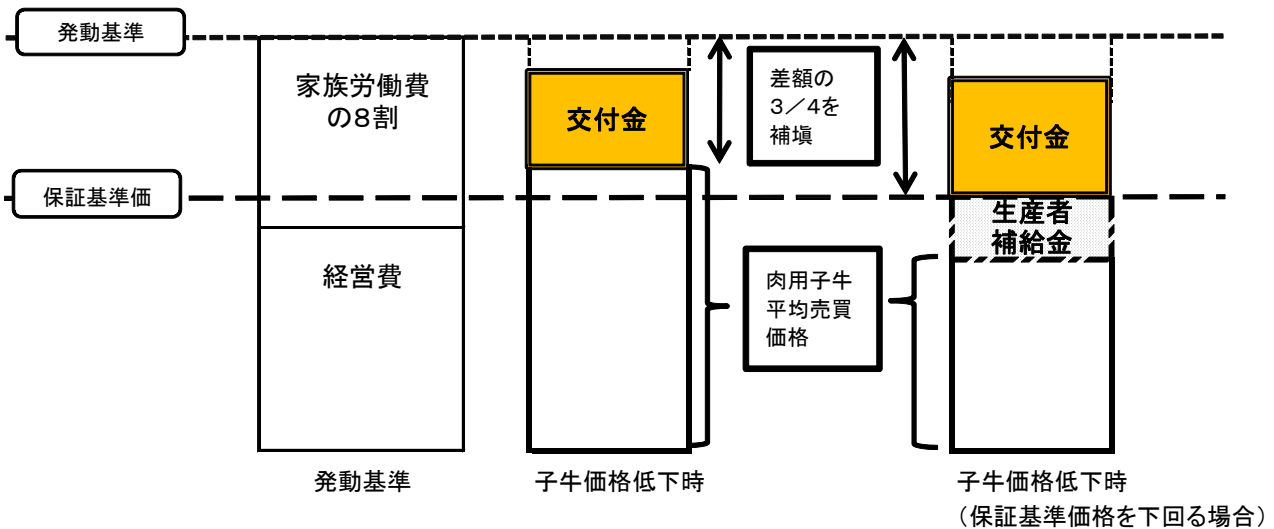 発動基準
家族労働費
の8割
交付金
差額の
3/4を
補塡
交付金
保証基準価
生産者
補給金
経営費
肉用子牛
平均売買
価格
発動基準
子牛価格低下時
子牛価格低下時
(保証基準価格を下回る場合)